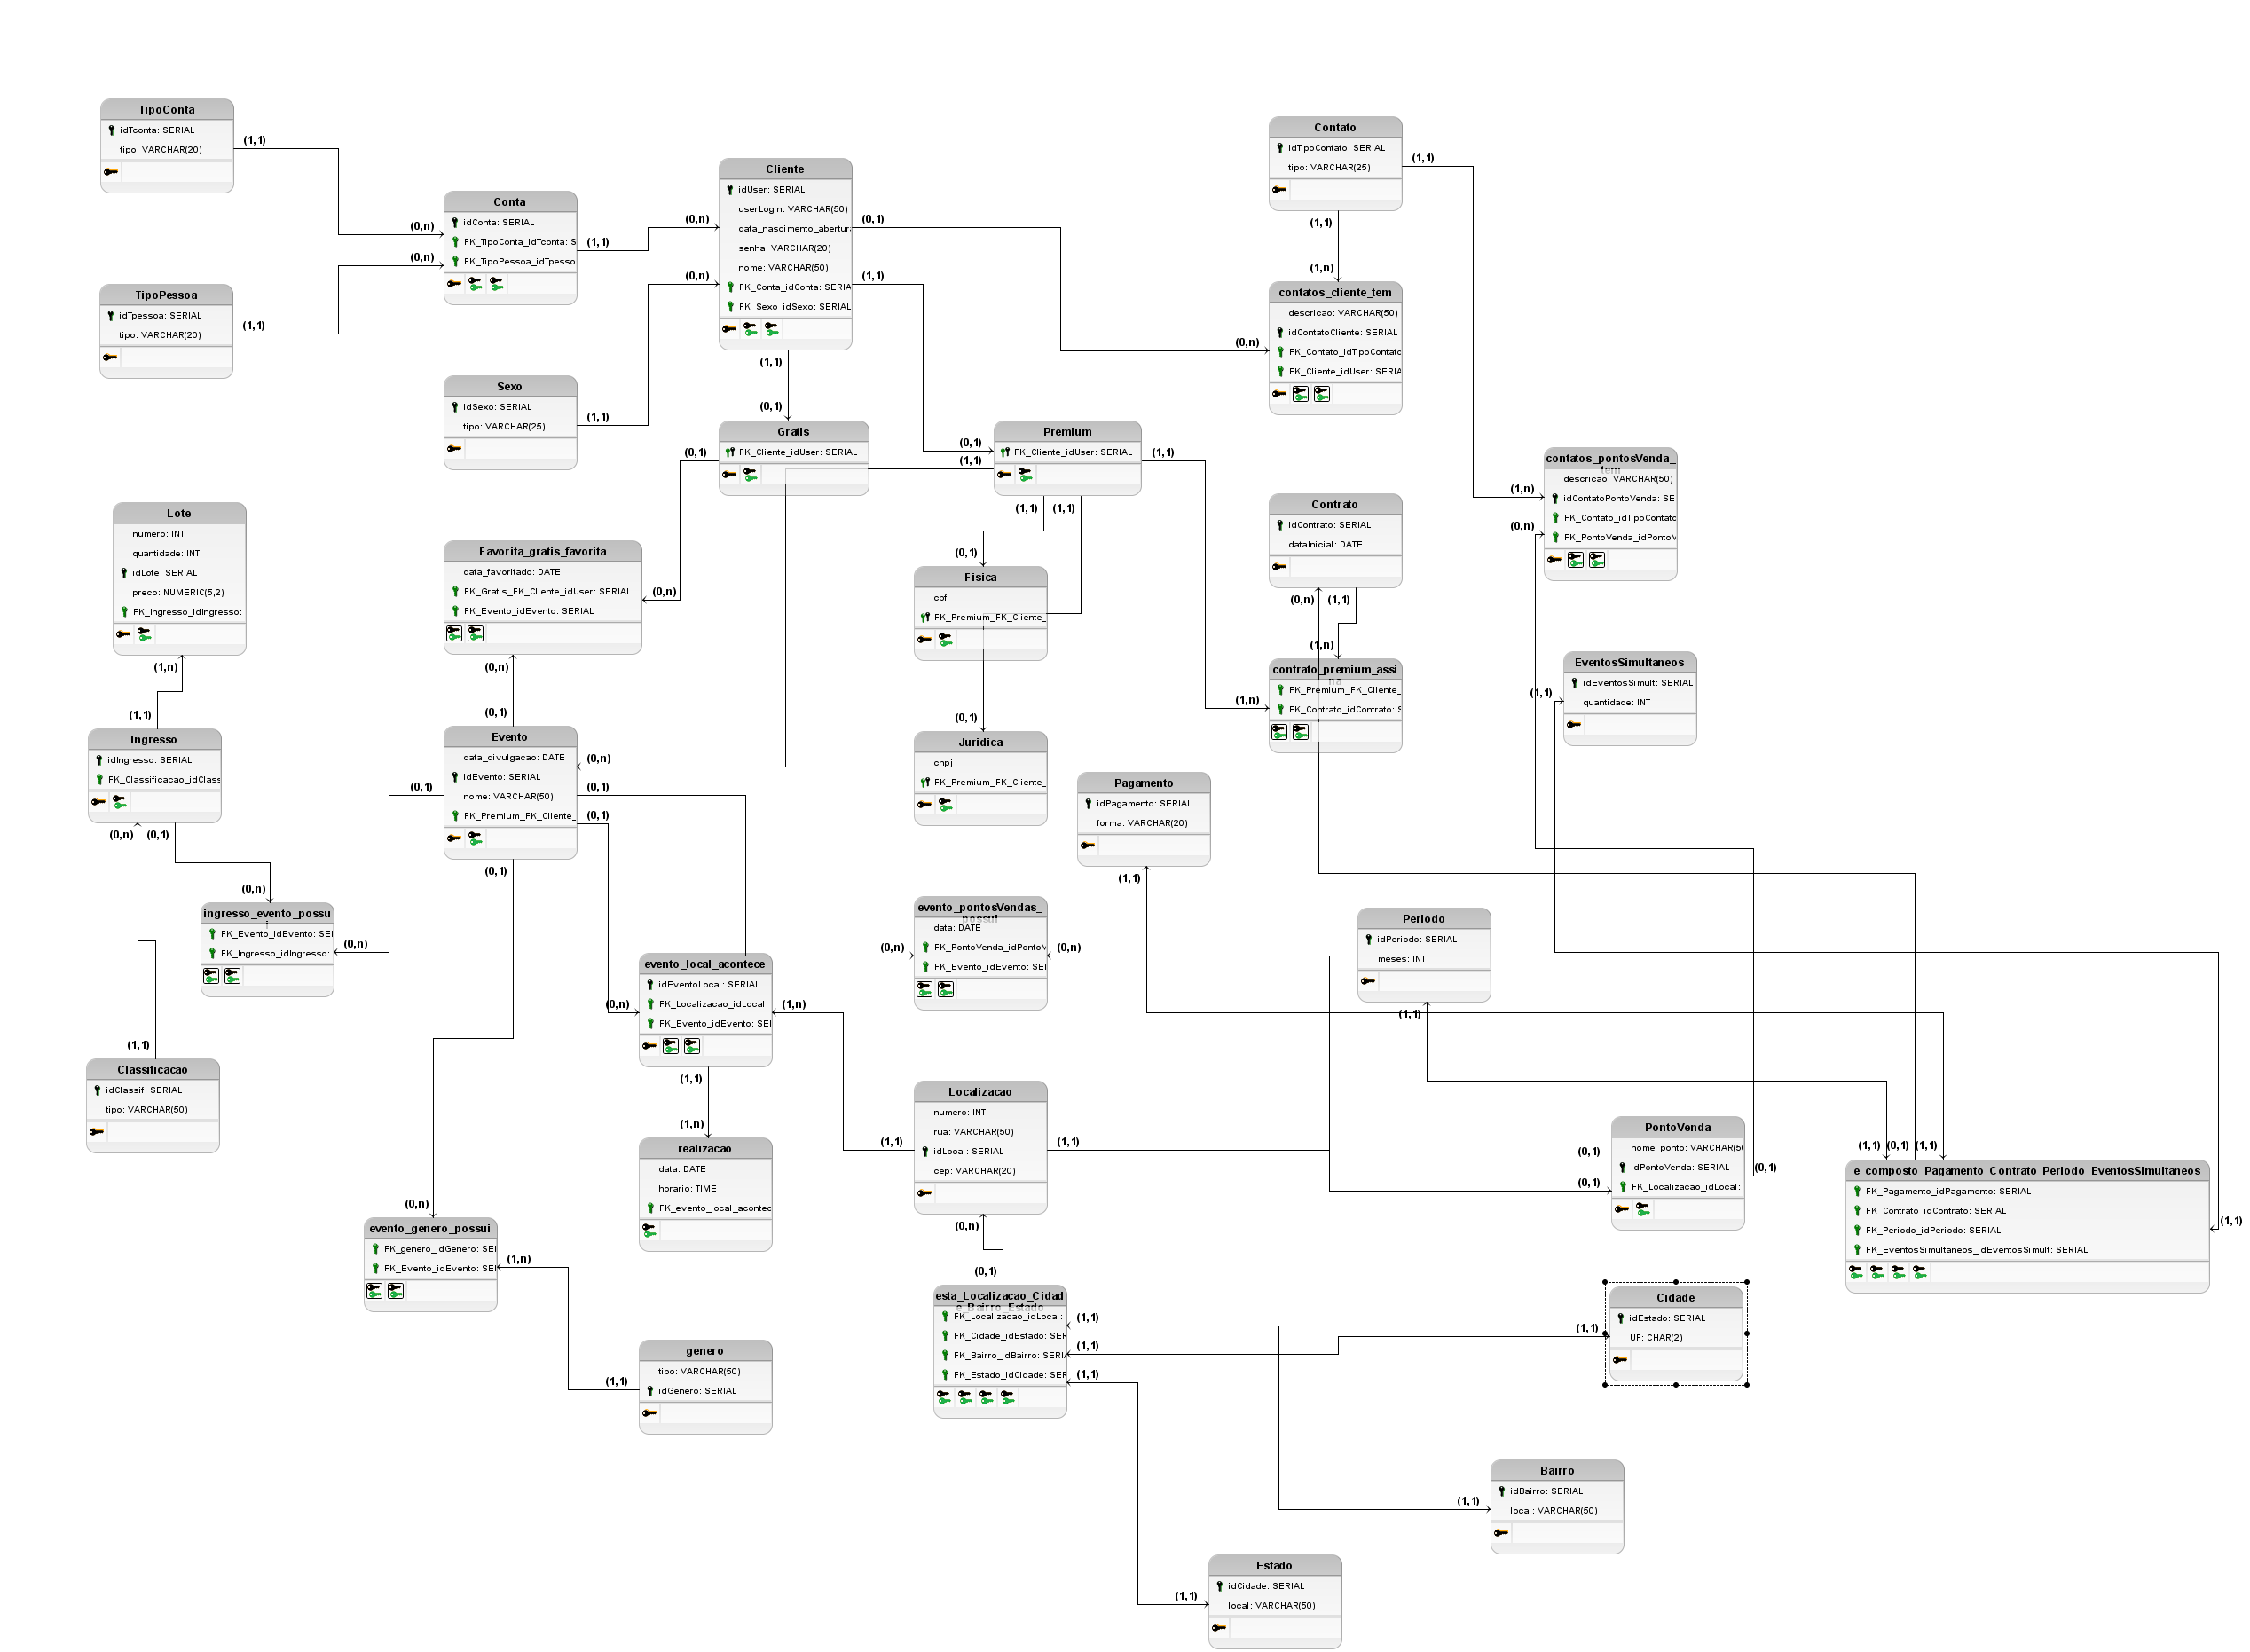 TipoConta
idTconta: SERIAL
tipo: VARCHAR(20)
(1,1)
TipoPessoa
idTpessoa: SERIAL
tipo: VARCHAR(20)
(1,1)
Conta
idConta: SERIAL
FK_TipoConta_idTconta: S
FK_TipoPessoa_idTpesso
(0,n)
(0,n)
(1,1)
Cliente
idUser: SERIAL
userLogin: VARCHAR(50)
data_nascimento_abertur
senha: VARCHAR(20)
nome: VARCHAR(50)
FK_Conta_idConta: SERIA
FK_Sexo_idSexo: SERIAL
(0,n)
(0,n)
(0,1)
(1,1)
(1,1)
Sexo
idSexo: SERIAL
tipo: VARCHAR(25)
(1,1)
Contato
idTipoContato: SERIAL
tipo: VARCHAR(25)
(1,1)
(1,1)
contatos_cliente_tem
descricao: VARCHAR(50)
idContatoCliente: SERIAL
FK_Contato_idTipoContato
FK_Cliente_idUser: SERIA
(1,n)
(0,n)
Gratis
FK_Cliente_idUser: SERIAL
(0,1)
(0,1)
Premium
FK_Cliente_idUser: SERIAL
(0,1)
(1,1)
(1,1)
(1,1)
(1,1)
contatos_pontosVenda_
tem
descricao: VARCHAR(50)
idContatoPontoVenda: SE
FK_Contato_idTipoContato
FK_PontoVenda_idPontoV
(1,n)
(0,n)
Lote
numero: INT
quantidade: INT
idLote: SERIAL
preco: NUMERIC(5,2)
FK_Ingresso_idIngresso:
(1,n)
Favorita_gratis_favorita
data_favoritado: DATE
FK_Gratis_FK_Cliente_idUser: SERIAL
FK_Evento_idEvento: SERIAL
(0,n)
(0,n)
Fisica
cpf
FK_Premium_FK_Cliente_
(0,1)
Contrato
idContrato: SERIAL
dataInicial: DATE
(0,n)
(1,1)
contrato_premium_assi
na
FK_Premium_FK_Cliente_
FK_Contrato_idContrato: S
(1,n)
(1,n)
EventosSimultaneos
idEventosSimult: SERIAL
quantidade: INT
(1,1)
Ingresso
idIngresso: SERIAL
FK_Classificacao_idClass
(1,1)
(0,n)
(0,1)
Evento
data_divulgacao: DATE
idEvento: SERIAL
nome: VARCHAR(50)
FK_Premium_FK_Cliente_
(0,1)
(0,n)
(0,1)
(0,1)
(0,1)
(0,1)
Juridica
cnpj
FK_Premium_FK_Cliente_
(0,1)
Pagamento
idPagamento: SERIAL
forma: VARCHAR(20)
(1,1)
ingresso_evento_possu
i
FK_Evento_idEvento: SEI
FK_Ingresso_idIngresso:
(0,n)
(0,n)
evento_pontosVendas_
possui
data: DATE
FK_PontoVenda_idPontoV
FK_Evento_idEvento: SEI
(0,n)
(0,n)
Periodo
idPeriodo: SERIAL
meses: INT
(1,1)
evento_local_acontece
idEventoLocal: SERIAL
FK_Localizacao_idLocal:
FK_Evento_idEvento: SEI
(0,n)
(1,n)
(1,1)
Classificacao
idClassif: SERIAL
tipo: VARCHAR(50)
(1,1)
Localizacao
numero: INT
rua: VARCHAR(50)
idLocal: SERIAL
cep: VARCHAR(20)
(1,1)
(1,1)
(0,n)
realizacao
data: DATE
horario: TIME
FK_evento_local_acontec
(1,n)
PontoVenda
nome_ponto: VARCHAR(50
idPontoVenda: SERIAL
FK_Localizacao_idLocal:
(0,1)
(0,1)
(0,1)
e_composto_Pagamento_Contrato_Periodo_EventosSimultaneos
FK_Pagamento_idPagamento: SERIAL
FK_Contrato_idContrato: SERIAL
FK_Periodo_idPeriodo: SERIAL
FK_EventosSimultaneos_idEventosSimult: SERIAL
(1,1)
(0,1)
(1,1)
(1,1)
evento_genero_possui
FK_genero_idGenero: SEI
FK_Evento_idEvento: SEI
(0,n)
(1,n)
esta_Localizacao_Cidad
e_Bairro_Estado
FK_Localizacao_idLocal:
FK_Cidade_idEstado: SER
FK_Bairro_idBairro: SERIA
FK_Estado_idCidade: SER
(0,1)
(1,1)
(1,1)
(1,1)
Cidade
idEstado: SERIAL
UF: CHAR(2)
(1,1)
genero
tipo: VARCHAR(50)
idGenero: SERIAL
(1,1)
Bairro
idBairro: SERIAL
local: VARCHAR(50)
(1,1)
Estado
idCidade: SERIAL
local: VARCHAR(50)
(1,1)